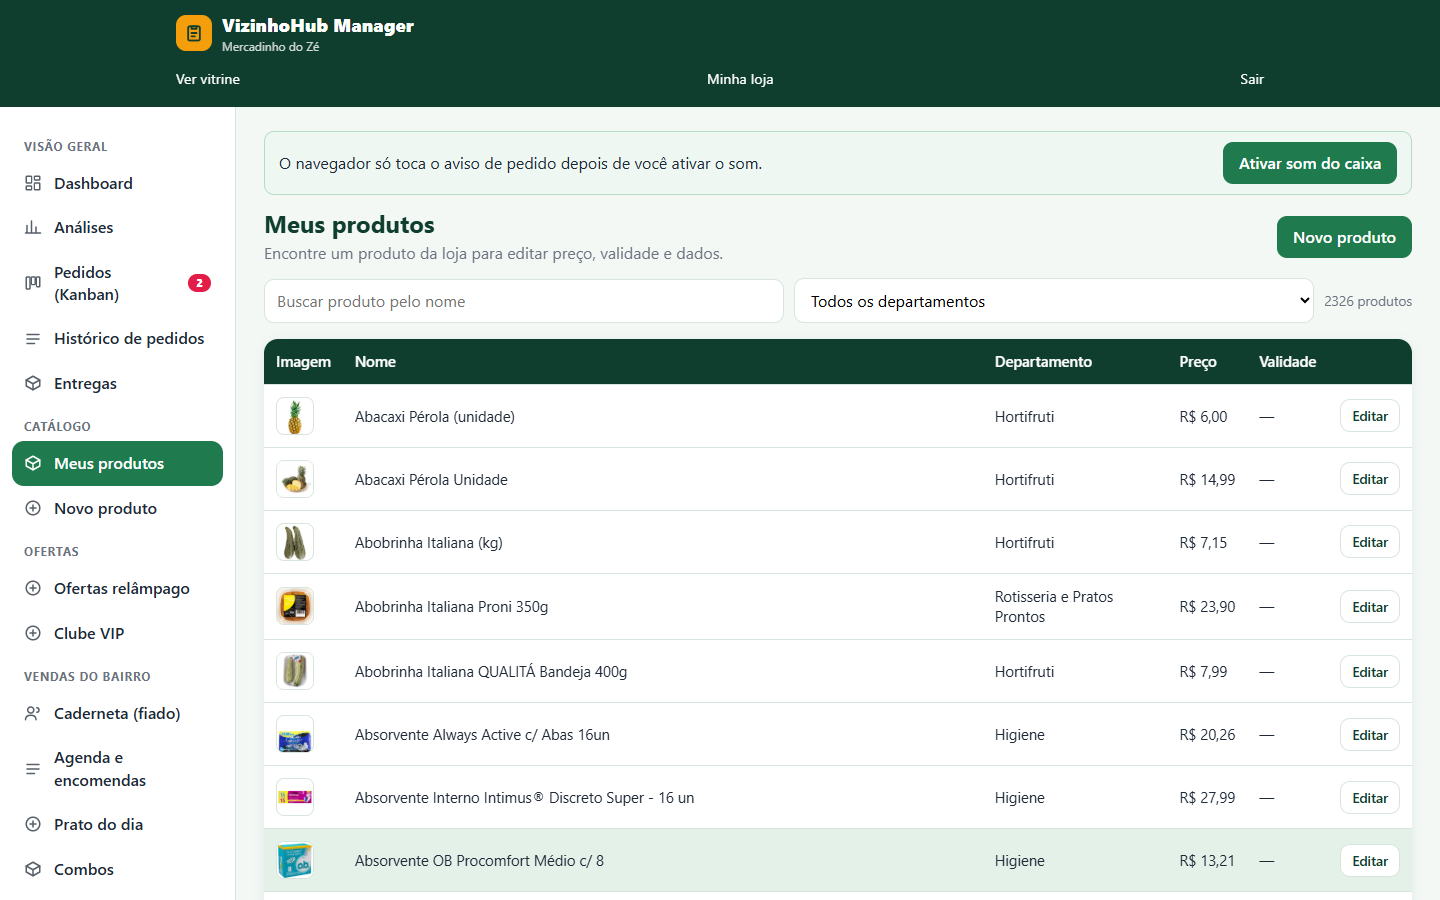 VizinhoHub Manager
Mercadinho do Zé
Ver vitrine
Minha loja
Sair
VISÃO GERAL
Dashboard
Análises
Pedidos
(Kanban)
2
Histórico de pedidos
Entregas
CATÁLOGO
Meus produtos
Novo produto
OFERTAS
Ofertas relâmpago
Clube VIP
VENDAS DO BAIRRO
Caderneta (fiado)
Agenda e
encomendas
Prato do dia
Combos
O navegador só toca o aviso de pedido depois de você ativar o som.
Ativar som do caixa
Meus produtos
Encontre um produto da loja para editar preço, validade e dados.
Novo produto
Buscar produto pelo nome
Todos os departamentos
2326 produtos
Imagem Nome Departamento Preço Validade
Abacaxi Pérola (unidade) Hortifruti R$ 6,00 — Editar
Abacaxi Pérola Unidade Hortifruti R$ 14,99 — Editar
Abobrinha Italiana (kg) Hortifruti R$ 7,15 — Editar
Abobrinha Italiana Proni 350g Rotisseria e Pratos
Prontos R$ 23,90 — Editar
Abobrinha Italiana QUALITÁ Bandeja 400g Hortifruti R$ 7,99 — Editar
Absorvente Always Active c/ Abas 16un Higiene R$ 20,26 — Editar
Absorvente Interno Intimus® Discreto Super - 16 un Higiene R$ 27,99 — Editar
Absorvente OB Procomfort Médio c/ 8 Higiene R$ 13,21 — Editar